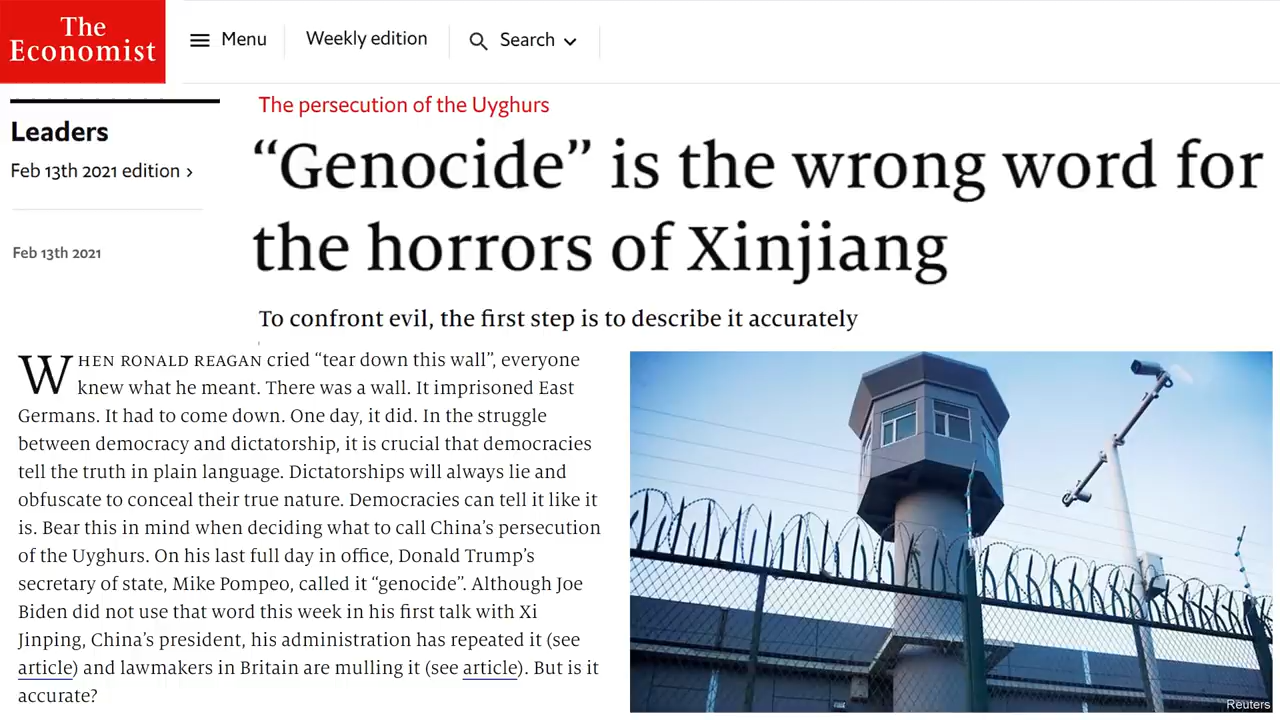 The
Economist
Menu
Weekly edition
Search
Leaders
Feb 13th 2021 edition ›
Feb 13th 2021
The persecution of the Uyghurs
“Genocide” is the wrong word for
the horrors of Xinjiang
To confront evil, the first step is to describe it accurately
WHEN RONALD REAGAN cried “tear down this wall”, everyone
knew what he meant. There was a wall. It imprisoned East
Germans. It had to come down. One day, it did. In the struggle
between democracy and dictatorship, it is crucial that democracies
tell the truth in plain language. Dictatorships will always lie and
obfuscate to conceal their true nature. Democracies can tell it like it
is. Bear this in mind when deciding what to call China’s persecution
of the Uyghurs. On his last full day in office, Donald Trump’s
secretary of state, Mike Pompeo, called it “genocide”. Although Joe
Biden did not use that word this week in his first talk with Xi
Jinping, China’s president, his administration has repeated it (see
article) and lawmakers in Britain are mulling it (see article). But is it
accurate?
Reuters